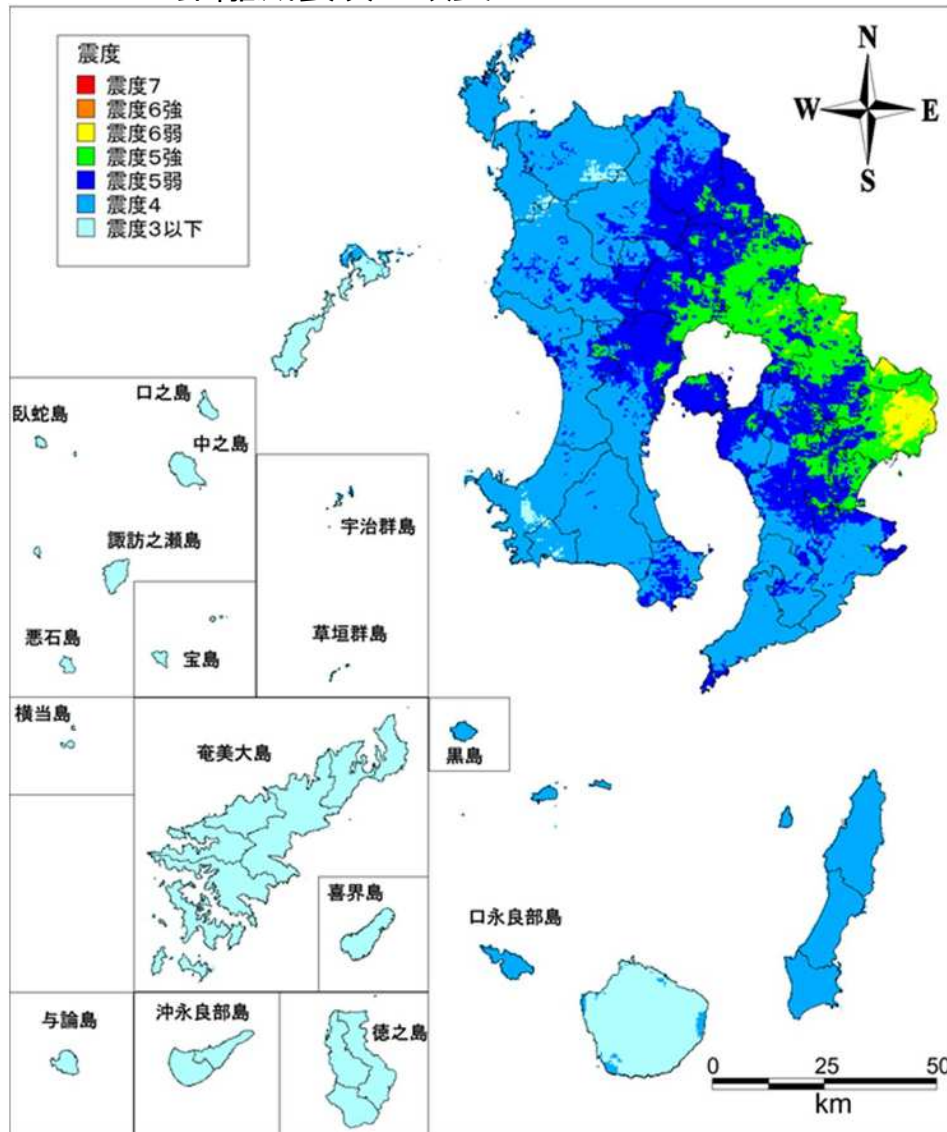 震度
震度7
震度6強
震度6弱
震度5強
震度5弱
震度4
震度3以下
N
W
E
S
口之島
臥蛇島
中之島
宇治群島
諏訪之瀬島
草垣群島
悪石島
宝島
横当島
奄美大島
黒島
喜界島
口永良部島
与論島
沖永良部島
徳之島
0 25 50
km